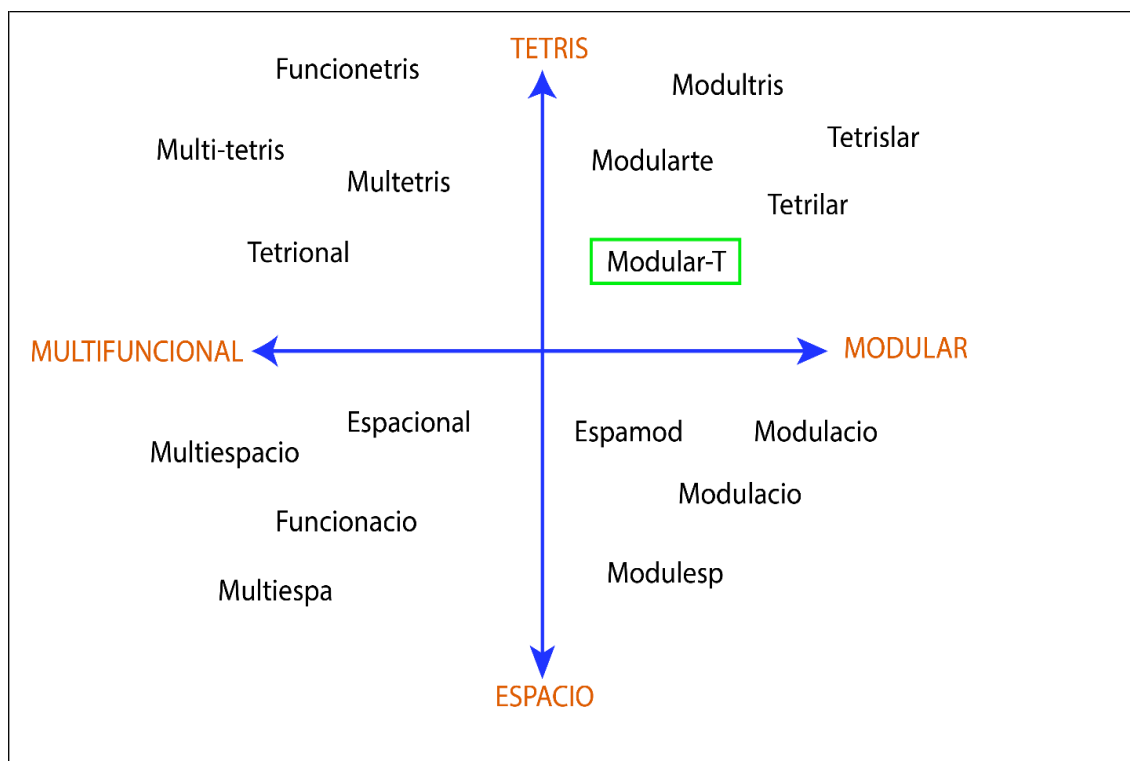 TETRIS
Funcionetris
Modultris
Tetrislar
Multi-tetris
Modularte
Multetris
Tetrilar
Tetrional
Modular-T
MULTIFUNCIONAL
MODULAR
Espacional
Espamod
Modulacio
Multiespacio
Modulacio
Funcionacio
Modulesp
Multiespa
ESPACIO